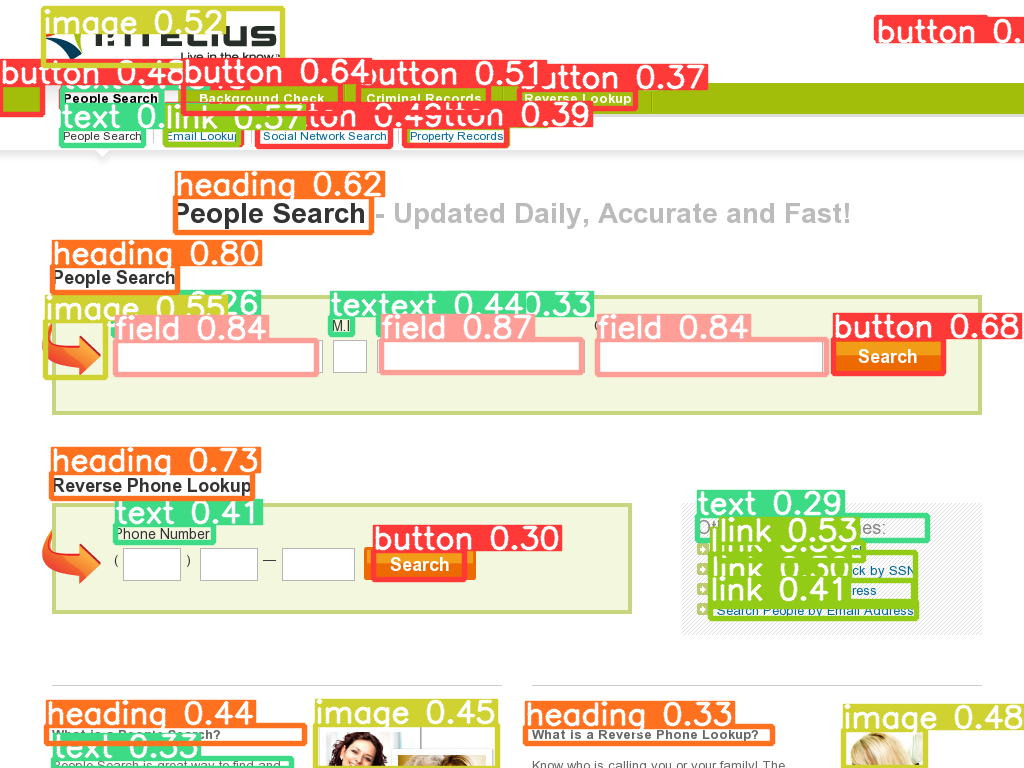 image 0.52
INTELIUS
Live in the know
button 0.
button 0.48
button 0.64
button 0.51
button 0.37
People Search
Background Check
Criminal Records
Reverse Lookup
text 0.
link 0.57
0.49
0.39
People Search
Email Lookup
Social Network Search
Property Records
heading 0.62
People Search - Updated Daily, Accurate and Fast!
heading 0.80
People Search
image 0.55
text 0.44
0.33
M.I
field 0.84
field 0.87
field 0.84
button 0.68
Search
heading 0.73
Reverse Phone Lookup
text 0.41
Phone Number
button 0.30
( ) —
Search
text 0.29
link 0.53
link 0.50
ck by SSN
link 0.41
Search People by Email Address
heading 0.44
What is a People Search?
text 0.33
People Search is great way to find and
image 0.45
heading 0.33
What is a Reverse Phone Lookup?
Know who is calling you or your family! The
image 0.48